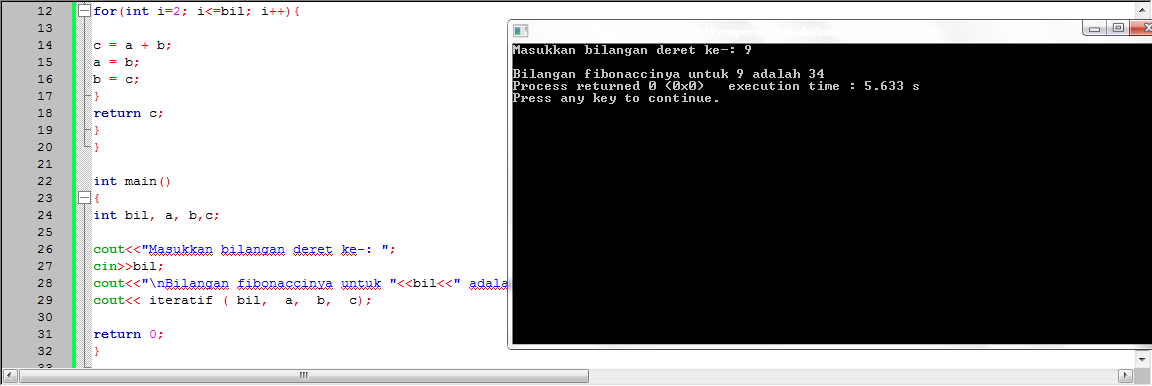 12 for(int i=2; i<=bil; i++){
13
14 c = a + b;
15 a = b;
16 b = c;
17 }
18 return c;
19 }
20 }
21
22 int main()
23 {
24 int bil, a, b,c;
25
26 cout<<"Masukkan bilangan deret ke-: ";
27 cin>>bil;
28 cout<<"\nBilangan fibonaccinya untuk "<<bil<<" adala
29 cout<< iteratif ( bil,  a,  b,  c);
30
31 return 0;
32 }
33
Masukkan bilangan deret ke-: 9
Bilangan fibonaccinya untuk 9 adalah 34
Process returned 0 (0x0)   execution time : 5.633 s
Press any key to continue.